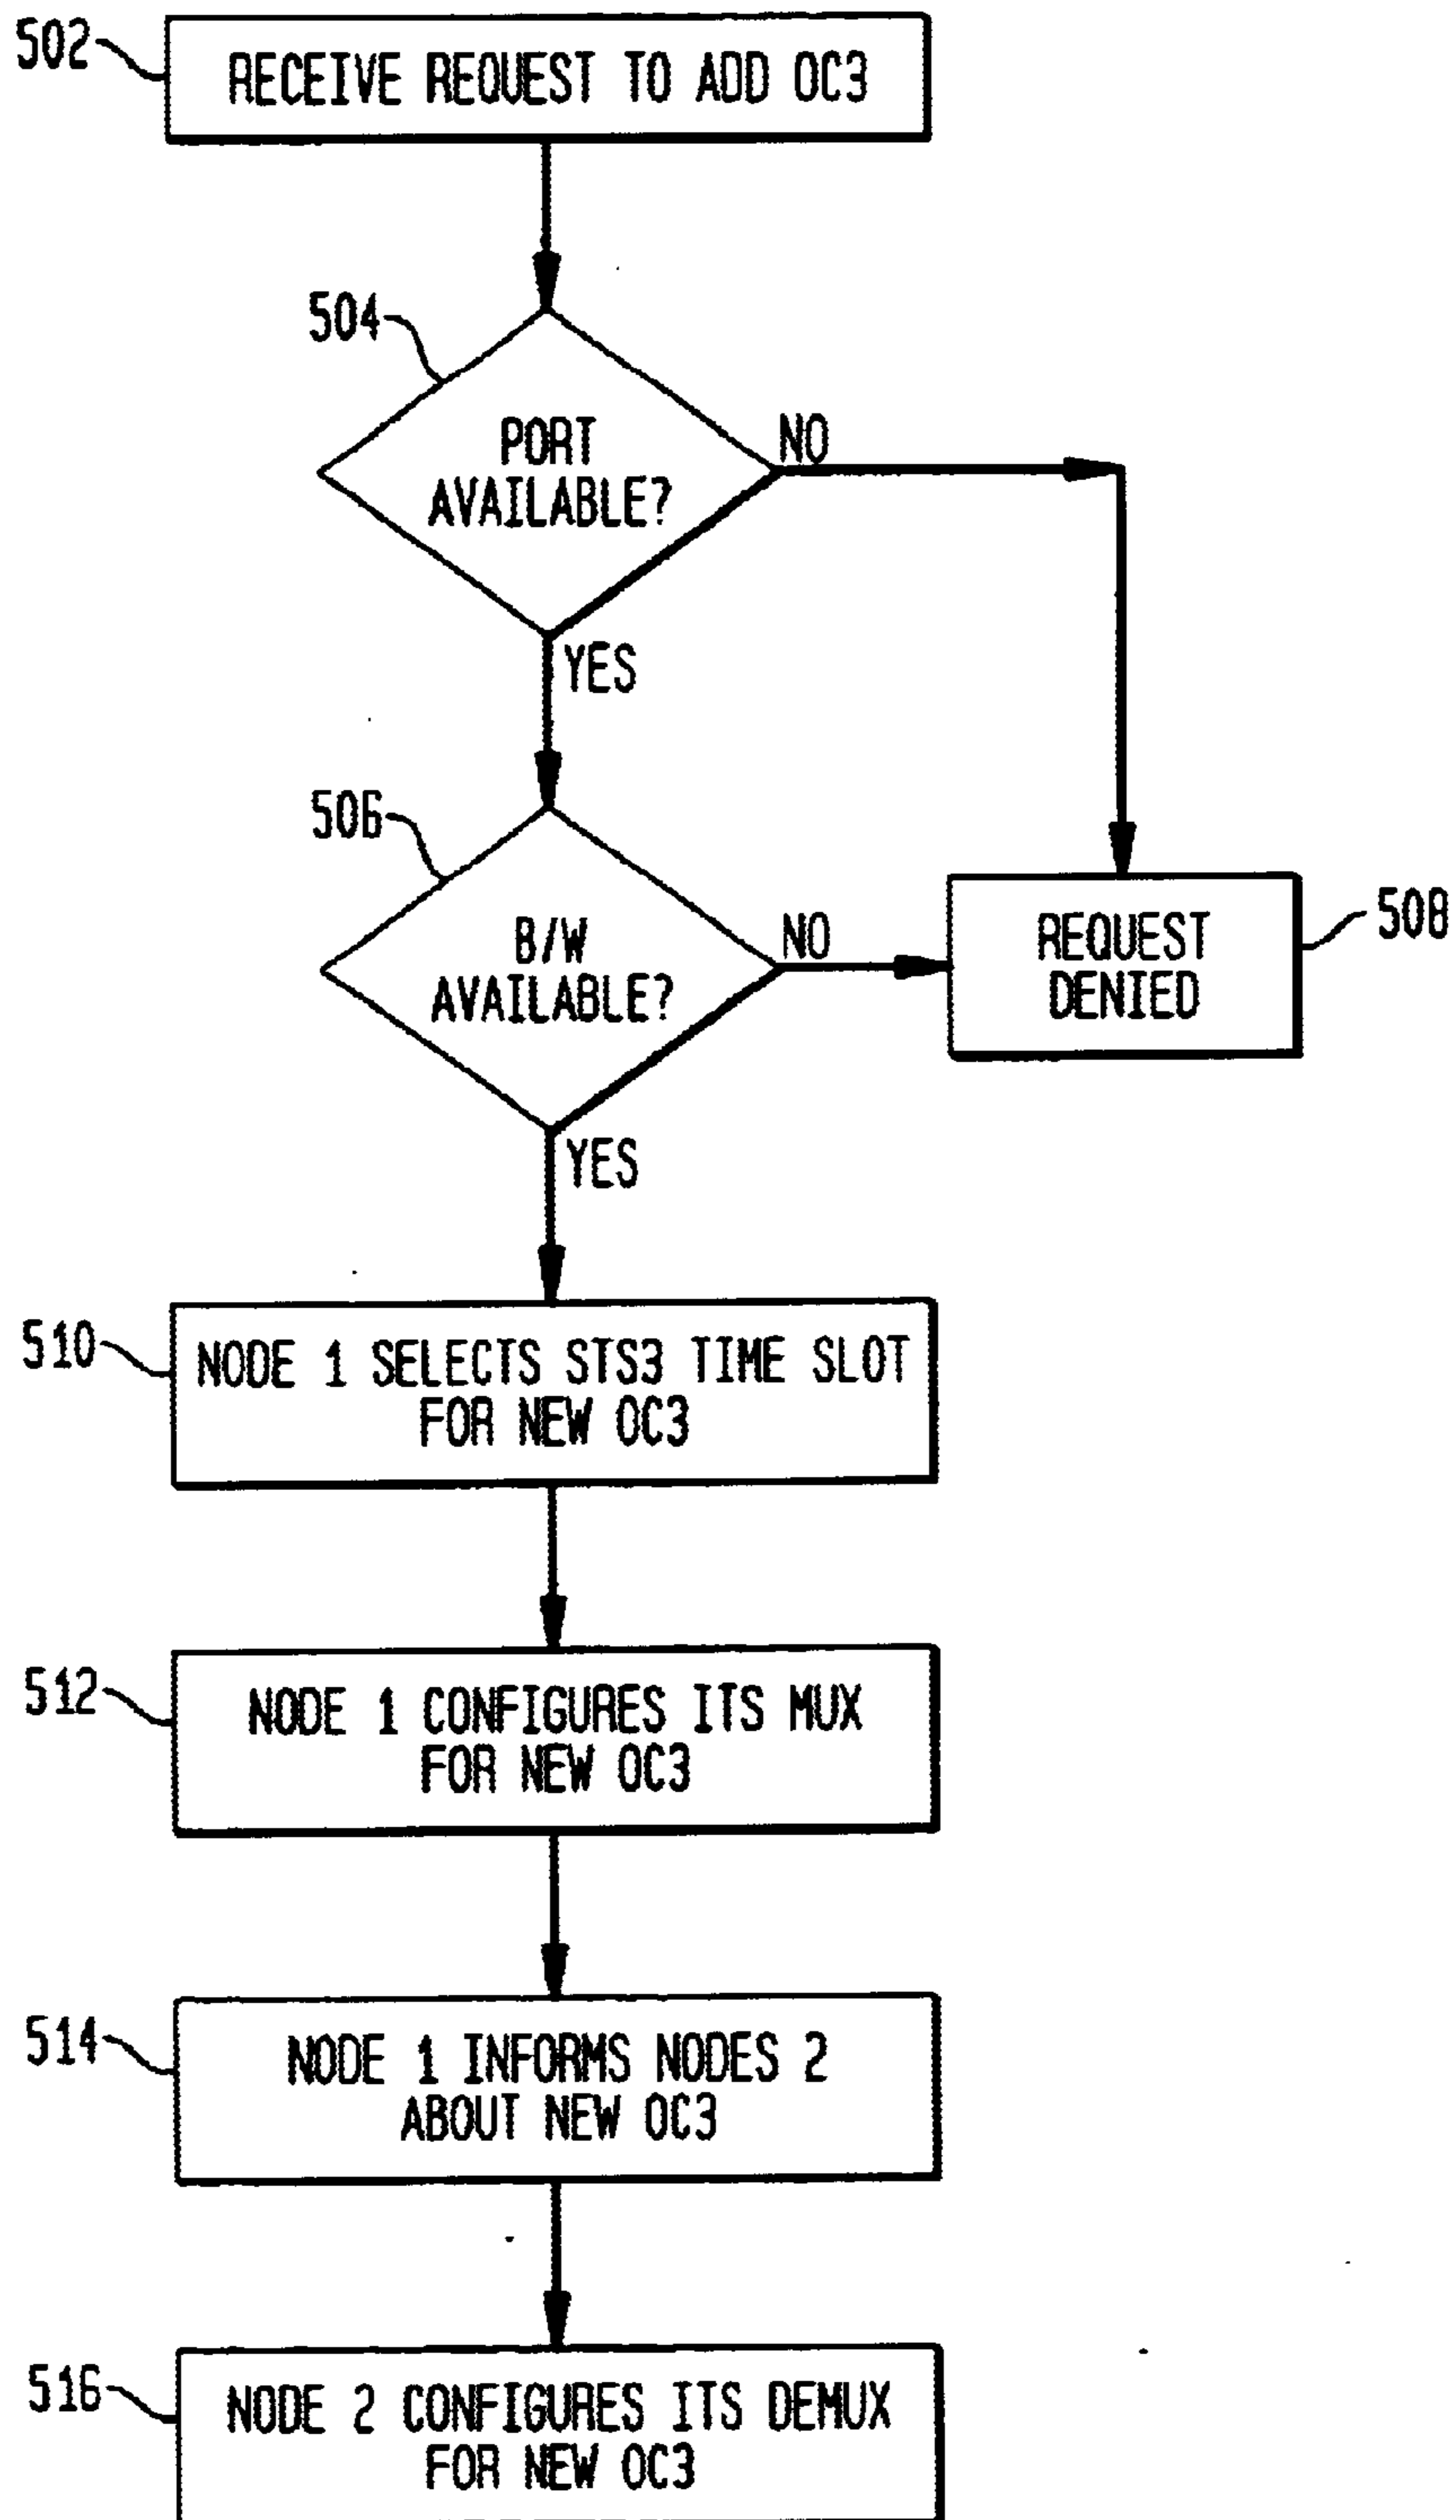 502
RECEIVE REQUEST TO ADD OC3
504
PORT
AVAILABLE?
NO
YES
506
B/W
AVAILABLE?
NO
REQUEST
DENIED
508
YES
510
NODE 1 SELECTS STS3 TIME SLOT
FOR NEW OC3
512
NODE 1 CONFIGURES ITS MUX
FOR NEW OC3
514
NODE 1 INFORMS NODES 2
ABOUT NEW OC3
516
NODE 2 CONFIGURES ITS DEMUX
FOR NEW OC3